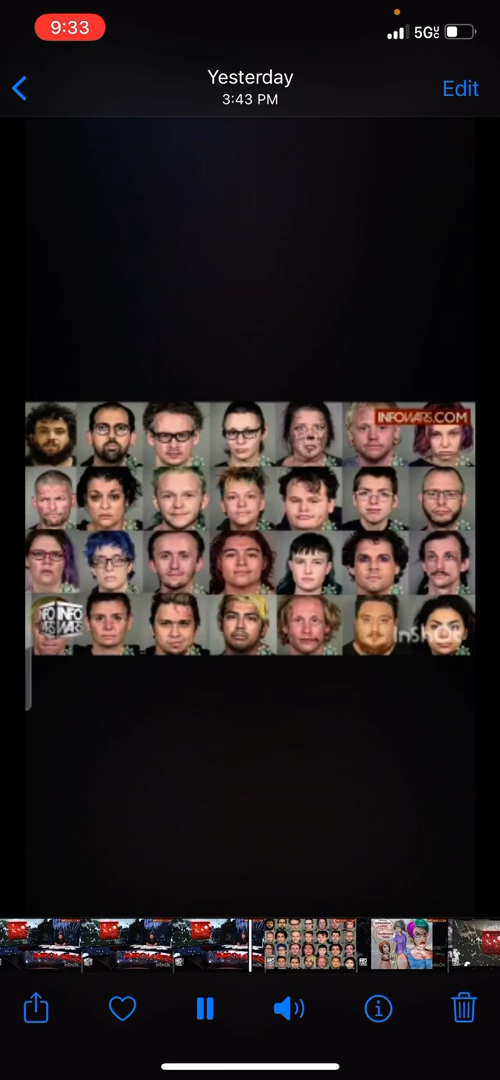 9:33
5G
Yesterday
3:43 PM
Edit
INFOWARS.COM
INFO
WARS
InShOt